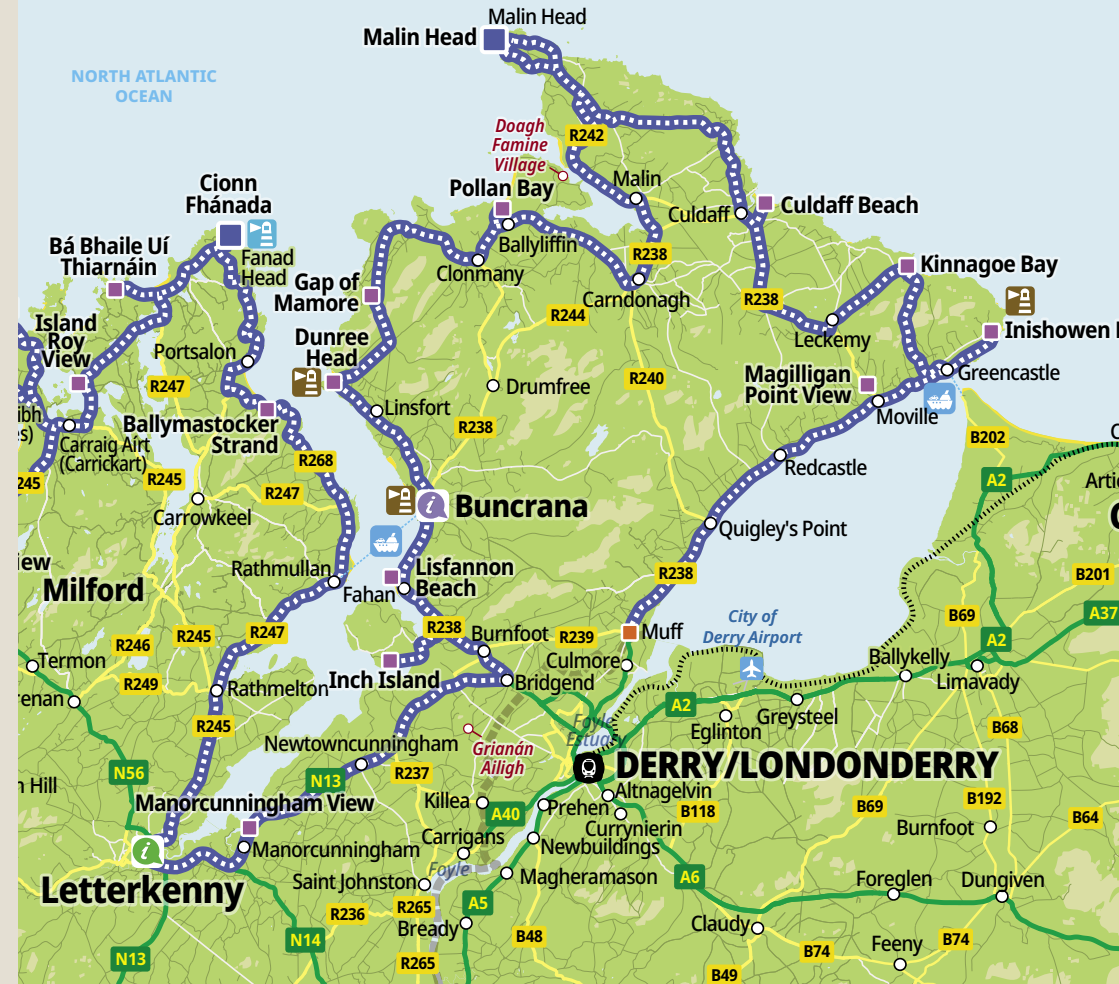 Malin Head
Malin Head
NORTH ATLANTIC
OCEAN
Doagh
Famine
Village
R242
Cionn
Fhánada
Pollan Bay
Malin
Culdaff
Culdaff Beach
Bá Bhaile Uí
Thiarnáin
Fanad
Head
Ballyliffin
Clonmany
R238
Kinnagoe Bay
Gap of
Mamore
Carndonagh
R238
R244
Island
Roy
View
Dunree
Head
Leckemy
Inishowen
Portsalon
R247
Drumfree
R240
Magilligan
Point View
Greencastle
Linsfort
Moville
Ballymastocker
Strand
Carraig Airt
(Carrickart)
R238
B202
R268
Redcastle
A2
245
R245
R247
Carrowkeel
Buncrana
Quigley's Point
Milford
Rathmullan
Fahan
Lisfannon
Beach
R238
B201
City of
Derry Airport
B69
A37
R246
R245
R247
R238
Burnfoot
R239
Muff
A2
Termon
R249
Rathmelton
Inch Island
Culmore
Bridgend
Ballykelly
Limavady
R245
A2
Eglinton
Greysteel
B68
Foyle
Estuary
Newtowncunningham
Grianán
Ailigh
DERRY/LONDONDERRY
N56
N13
R237
Manorcunningham View
Killea
A40
Prehen
Altnagelvin
B118
B69
B192
B64
Currynierin
Burnfoot
Manorcunningham
Carrigans
Newbuildings
Letterkenny
Foyle
Saint Johnston
Magheramason
A6
Foreglen
Dungiven
R236
R265
A5
Bready
Claudy
N14
B48
B74
B74
Feeny
N13
R265
B49